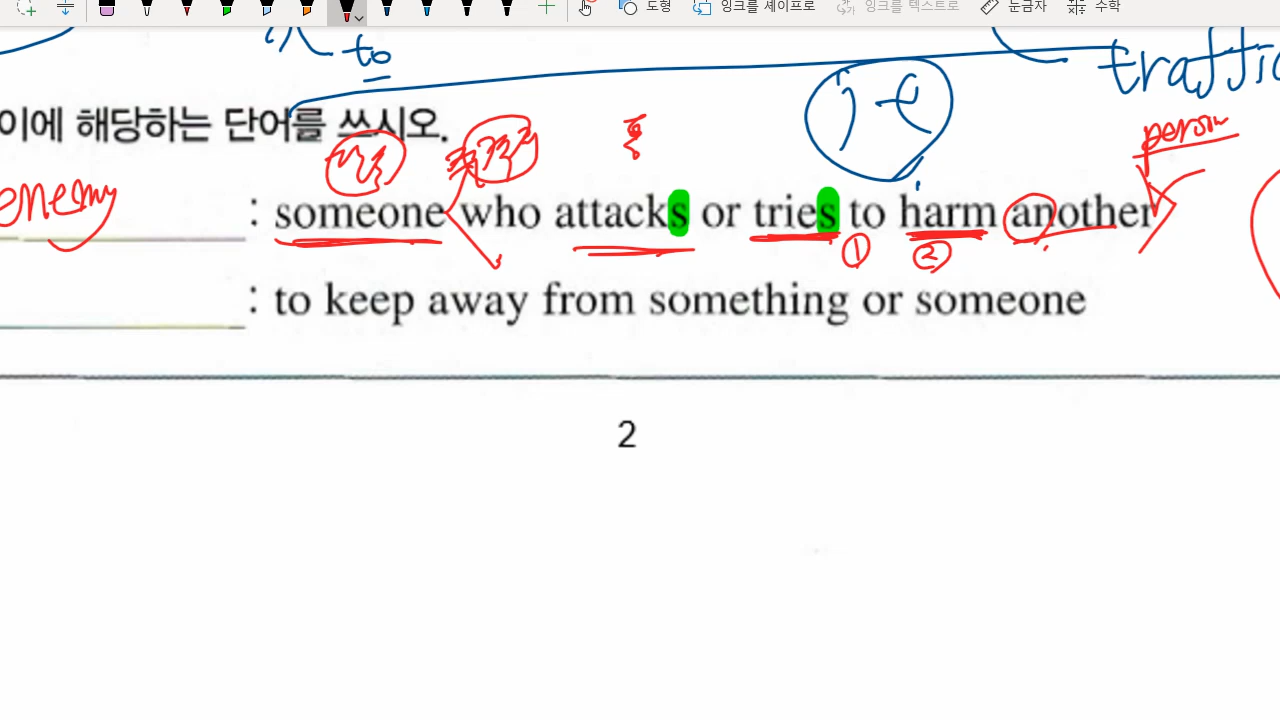 도형 잉크를 셰이프로 잉크를 텍스트로 눈금자 수학
to
traffic
이에 해당하는 단어를 쓰시오.
person
enemy : someone who attacks or tries to harm another
① ②
: to keep away from something or someone
2